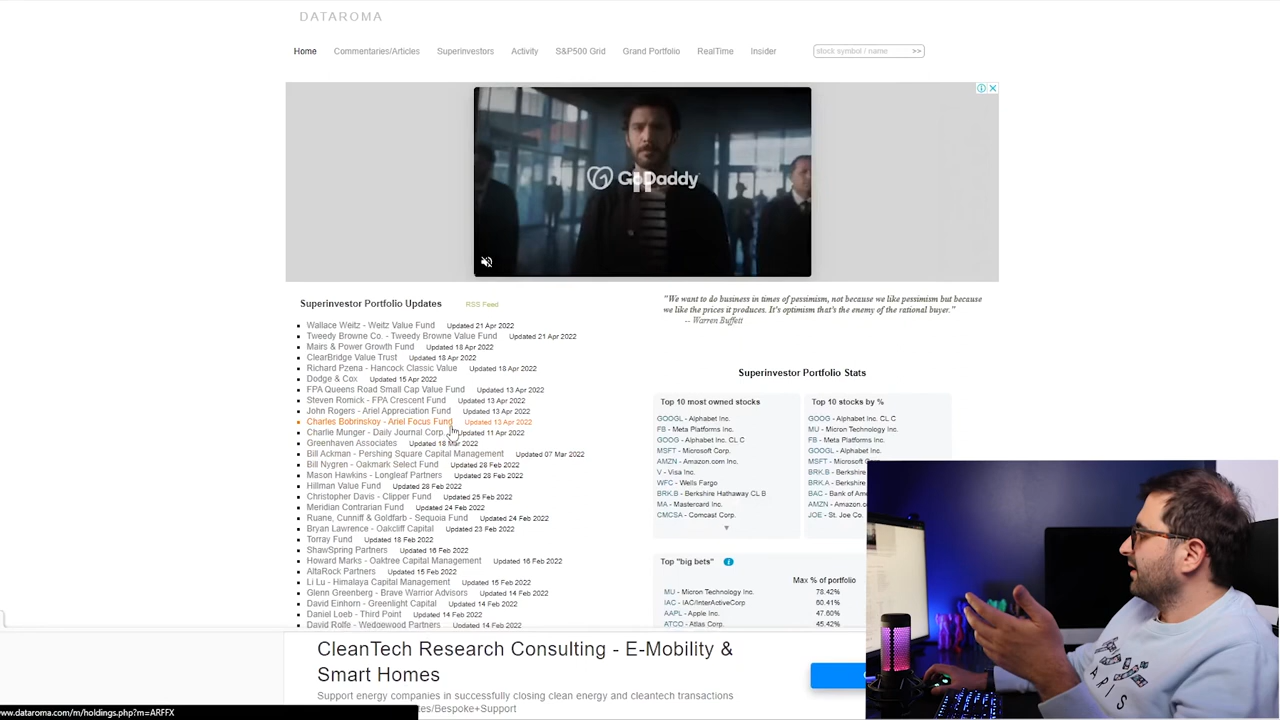 DATAROMA
Home Commentaries/Articles Superinvestors Activity S&P500 Grid Grand Portfolio RealTime Insider stock symbol / name >>
GoDaddy
Superinvestor Portfolio Updates RSS Feed
Wallace Weitz - Weitz Value Fund Updated 21 Apr 2022
Tweedy Browne Co. - Tweedy Browne Value Fund Updated 21 Apr 2022
Mairs & Power Growth Fund Updated 18 Apr 2022
ClearBridge Value Trust Updated 18 Apr 2022
Richard Pzena - Hancock Classic Value Updated 18 Apr 2022
Dodge & Cox Updated 15 Apr 2022
FPA Queens Road Small Cap Value Fund Updated 13 Apr 2022
Steven Romick - FPA Crescent Fund Updated 13 Apr 2022
John Rogers - Ariel Appreciation Fund Updated 13 Apr 2022
Charles Bobrinskoy - Ariel Focus Fund Updated 13 Apr 2022
Charlie Munger - Daily Journal Corp. Updated 11 Apr 2022
Greenhaven Associates Updated 18 Mar 2022
Bill Ackman - Pershing Square Capital Management Updated 07 Mar 2022
Bill Nygren - Oakmark Select Fund Updated 28 Feb 2022
Mason Hawkins - Longleaf Partners Updated 28 Feb 2022
Hillman Value Fund Updated 28 Feb 2022
Christopher Davis - Clipper Fund Updated 25 Feb 2022
Meridian Contrarian Fund Updated 24 Feb 2022
Ruane, Cunniff & Goldfarb - Sequoia Fund Updated 24 Feb 2022
Bryan Lawrence - Oakcliff Capital Updated 23 Feb 2022
Torray Fund Updated 18 Feb 2022
ShawSpring Partners Updated 16 Feb 2022
Howard Marks - Oaktree Capital Management Updated 16 Feb 2022
AltaRock Partners Updated 15 Feb 2022
Li Lu - Himalaya Capital Management Updated 15 Feb 2022
Glenn Greenberg - Brave Warrior Advisors Updated 14 Feb 2022
David Einhorn - Greenlight Capital Updated 14 Feb 2022
Daniel Loeb - Third Point Updated 14 Feb 2022
David Rolfe - Wedgewood Partners Updated 14 Feb 2022
"We want to do business in times of pessimism, not because we like pessimism but because
we like the prices it produces. It's optimism that's the enemy of the rational buyer."
-- Warren Buffett
Superinvestor Portfolio Stats
Top 10 most owned stocks
GOOGL - Alphabet Inc.
FB - Meta Platforms Inc.
GOOG - Alphabet Inc. CL C
MSFT - Microsoft Corp.
AMZN - Amazon.com Inc.
V - Visa Inc.
WFC - Wells Fargo
BRK.B - Berkshire Hathaway CL B
MA - Mastercard Inc.
CMCSA - Comcast Corp.
Top 10 stocks by %
GOOG - Alphabet Inc. CL C
MU - Micron Technology Inc.
FB - Meta Platforms Inc.
GOOGL - Alphabet Inc.
MSFT - Microsoft
BRK.B - Berkshire
BRK.A - Berkshire
BAC - Bank of
AMZN - Amazon
JOE - St. Joe Co.
Top "big bets" i
Max % of portfolio
MU - Micron Technology Inc. 78.42%
IAC - IAC/InterActiveCorp 60.41%
AAPL - Apple Inc. 47.60%
ATCO - Atlas Corp. 45.42%
CleanTech Research Consulting - E-Mobility &
Smart Homes
Support energy companies in successfully closing clean energy and cleantech transactions
tes/Bespoke+Support
www.dataroma.com/m/holdings.php?m=ARFFX